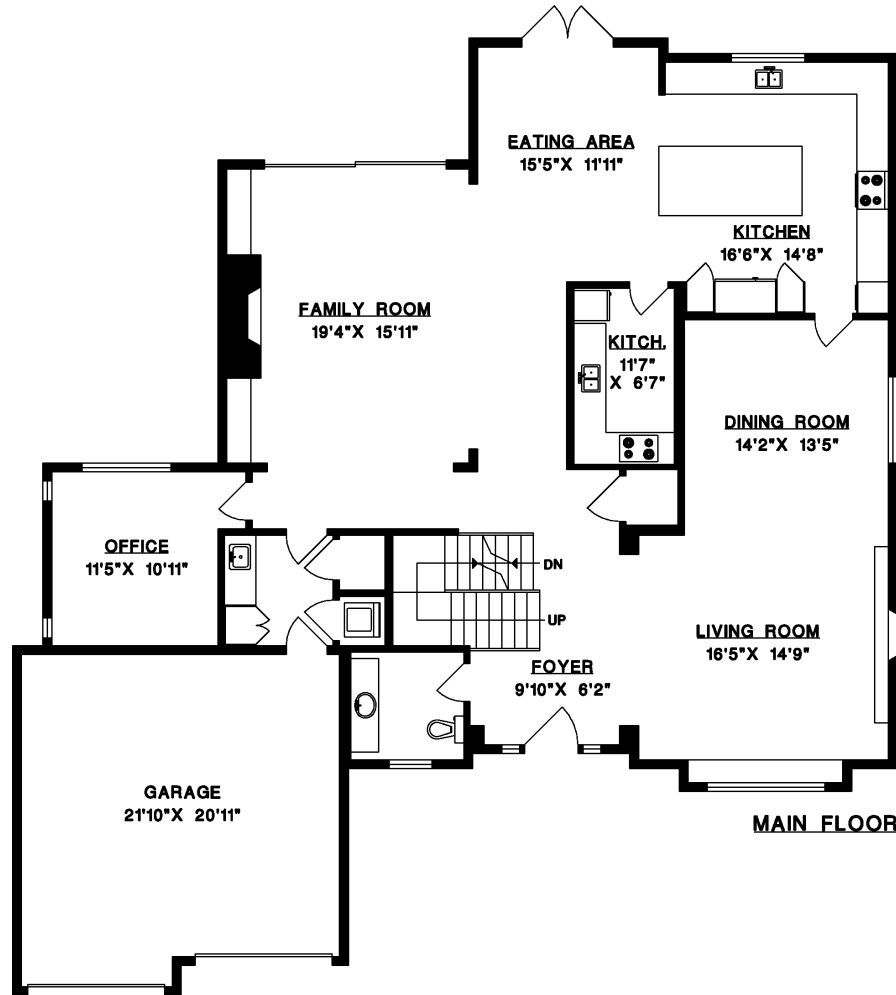 EATING AREA
15'5"X 11'11"
KITCHEN
16'6"X 14'8"
FAMILY ROOM
19'4"X 15'11"
KITCH.
11'7"
X 6'7"
DINING ROOM
14'2"X 13'5"
OFFICE
11'5"X 10'11"
DN
UP
LIVING ROOM
16'5"X 14'9"
FOYER
9'10"X 6'2"
GARAGE
21'10"X 20'11"
MAIN FLOOR